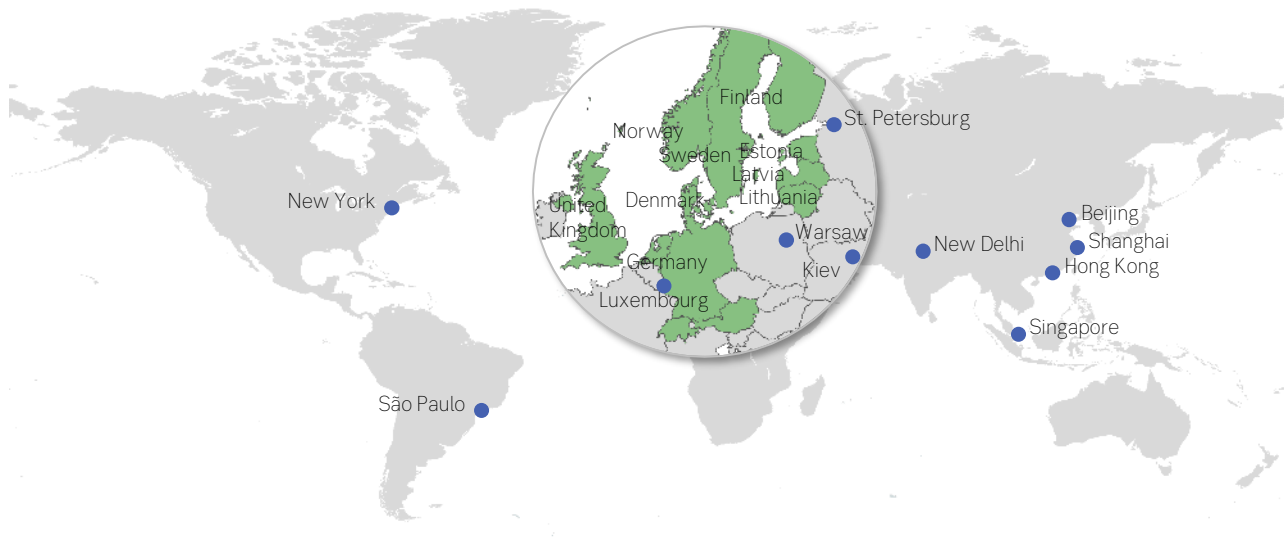 Finland
St. Petersburg
Norway
Sweden
Estonia
Latvia
Lithuania
Denmark
New York
United
Kingdom
Warsaw
Germany
Kiev
Luxembourg
Beijing
New Delhi
Shanghai
Hong Kong
Singapore
São Paulo